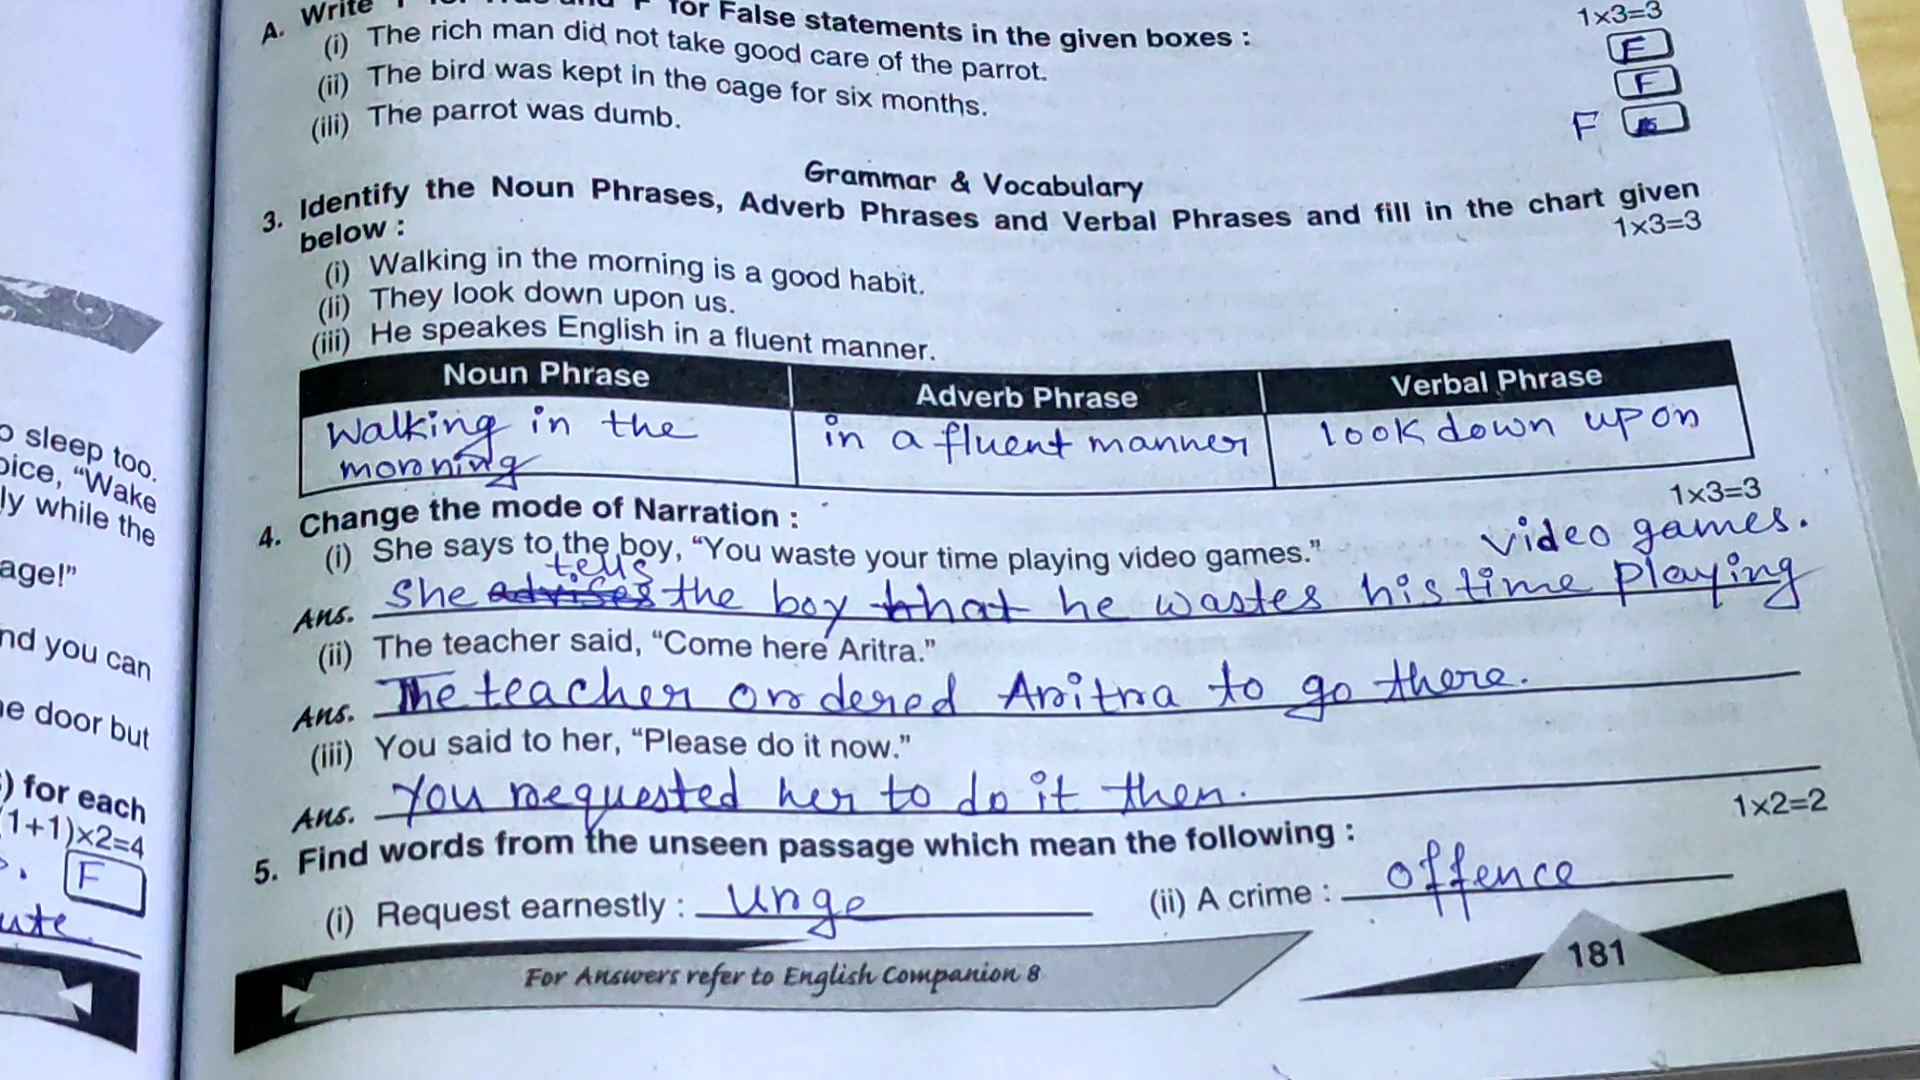 A. Write for False statements in the given boxes : 1×3=3
(i) The rich man did not take good care of the parrot. F
(ii) The bird was kept in the cage for six months. F
(iii) The parrot was dumb. F
Grammar & Vocabulary
3. Identify the Noun Phrases, Adverb Phrases and Verbal Phrases and fill in the chart given
below : 1×3=3
(i) Walking in the morning is a good habit.
(ii) They look down upon us.
(iii) He speakes English in a fluent manner.
Noun Phrase Adverb Phrase Verbal Phrase
Walking in the in a fluent manner look down upon
morning
4. Change the mode of Narration : 1×3=3
(i) She says to the boy, “You waste your time playing video games.” video games.
tells
Ans. She advises the boy that he wastes his time playing
(ii) The teacher said, “Come here Aritra.”
Ans. The teacher ordered Aritra to go there.
(iii) You said to her, “Please do it now.”
Ans. You requested her to do it then.
5. Find words from the unseen passage which mean the following : 1×2=2
(i) Request earnestly : urge (ii) A crime : offence
For Answers refer to English Companion 8
181
sleep too.
“Wake
while the
age!”
you can
door but
for each
(1+1)×2=4
F